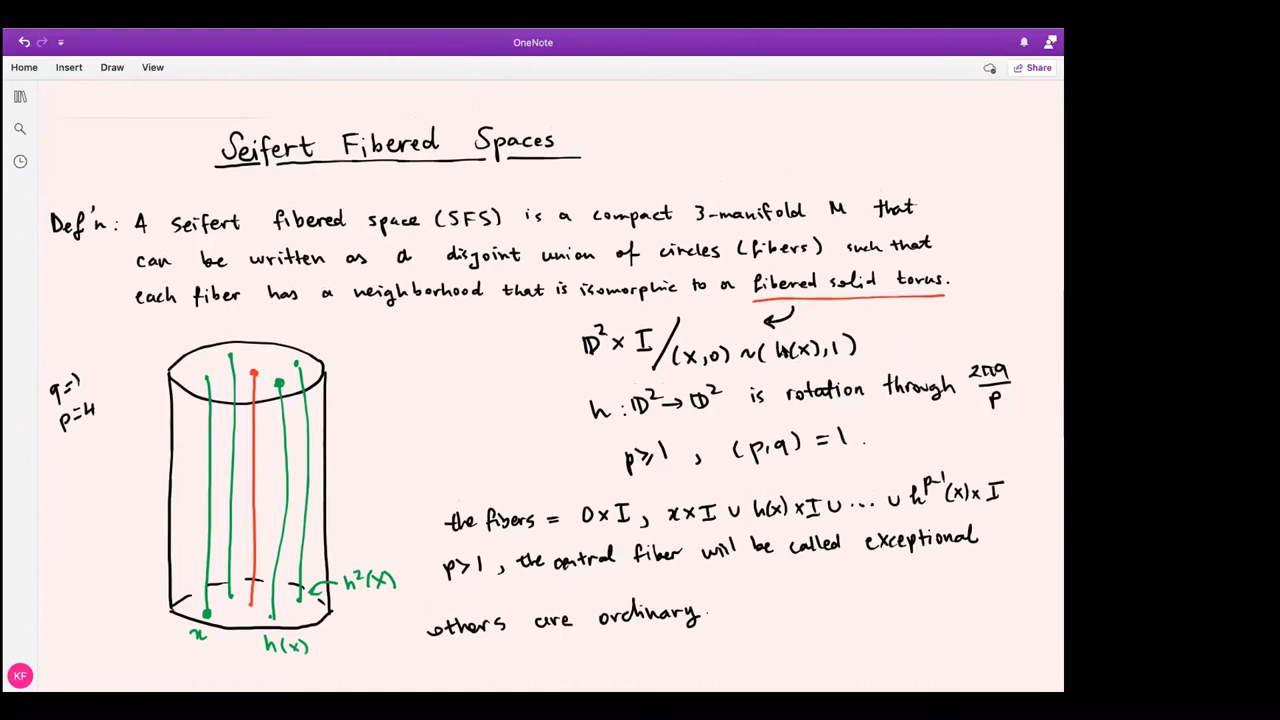 OneNote
Home Insert Draw View
Share
Seifert Fibered Spaces
Def'n: A seifert fibered space (SFS) is a compact 3-manifold M that
can be written as a disjoint union of circles (fibers) such that
each fiber has a neighborhood that is isomorphic to a fibered solid torus.
D² × I / (x,0) ~ (h(x),1)
h : D² → D² is rotation through 2πq/p
p≥1 , (p,q) = 1.
q=1
p=4
the fibers = 0×I, x×I ∪ h(x)×I ∪ ... ∪ h^{p-1}(x)×I
p>1, the central fiber will be called exceptional
others are ordinary.
h²(x)
x
h(x)
KF